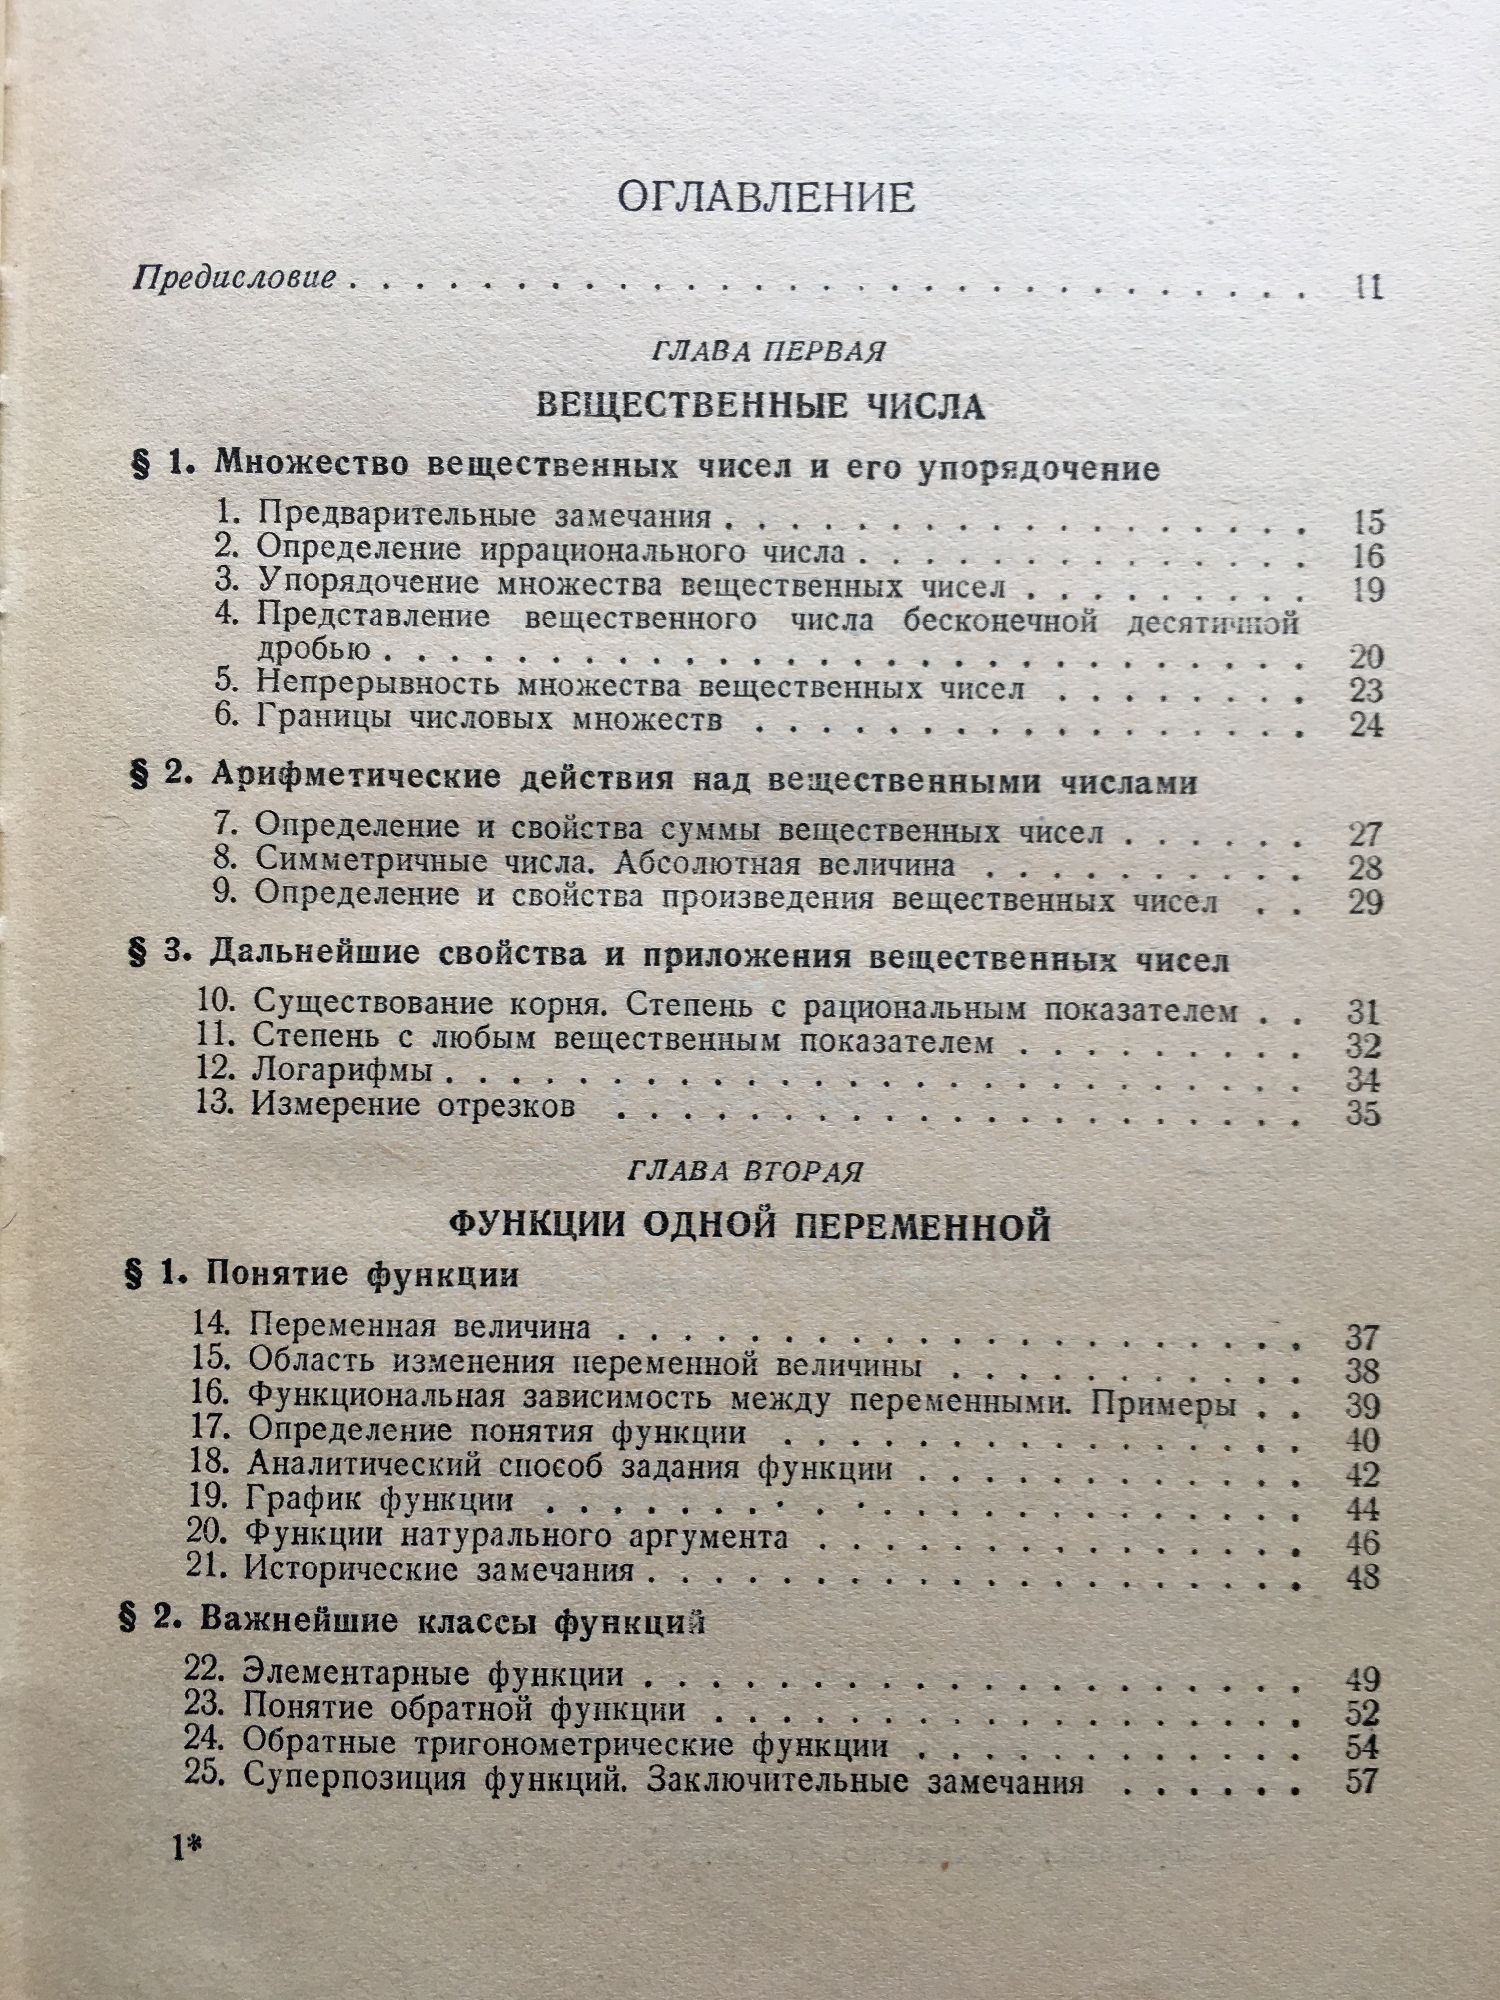 ОГЛАВЛЕНИЕ
Предисловие . . . . . . . . . . . . . . . . . . . . . . . . . . . . 11
ГЛАВА ПЕРВАЯ
ВЕЩЕСТВЕННЫЕ ЧИСЛА
§ 1. Множество вещественных чисел и его упорядочение
1. Предварительные замечания . . . . . . . . . . . . . . . . . . 15
2. Определение иррационального числа . . . . . . . . . . . . . . 16
3. Упорядочение множества вещественных чисел . . . . . . . . . 19
4. Представление вещественного числа бесконечной десятичной
дробью . . . . . . . . . . . . . . . . . . . . . . . . . . . . 20
5. Непрерывность множества вещественных чисел . . . . . . . . 23
6. Границы числовых множеств . . . . . . . . . . . . . . . . . 24
§ 2. Арифметические действия над вещественными числами
7. Определение и свойства суммы вещественных чисел . . . . . . 27
8. Симметричные числа. Абсолютная величина . . . . . . . . . . 28
9. Определение и свойства произведения вещественных чисел . . 29
§ 3. Дальнейшие свойства и приложения вещественных чисел
10. Существование корня. Степень с рациональным показателем . . 31
11. Степень с любым вещественным показателем . . . . . . . . . 32
12. Логарифмы . . . . . . . . . . . . . . . . . . . . . . . . . . 34
13. Измерение отрезков . . . . . . . . . . . . . . . . . . . . . 35
ГЛАВА ВТОРАЯ
ФУНКЦИИ ОДНОЙ ПЕРЕМЕННОЙ
§ 1. Понятие функции
14. Переменная величина . . . . . . . . . . . . . . . . . . . . . 37
15. Область изменения переменной величины . . . . . . . . . . . 38
16. Функциональная зависимость между переменными. Примеры . . 39
17. Определение понятия функции . . . . . . . . . . . . . . . . 40
18. Аналитический способ задания функции . . . . . . . . . . . . 42
19. График функции . . . . . . . . . . . . . . . . . . . . . . . 44
20. Функции натурального аргумента . . . . . . . . . . . . . . . 46
21. Исторические замечания . . . . . . . . . . . . . . . . . . . . 48
§ 2. Важнейшие классы функций
22. Элементарные функции . . . . . . . . . . . . . . . . . . . . 49
23. Понятие обратной функции . . . . . . . . . . . . . . . . . . 52
24. Обратные тригонометрические функции . . . . . . . . . . . . 54
25. Суперпозиция функций. Заключительные замечания . . . . . . 57
1*